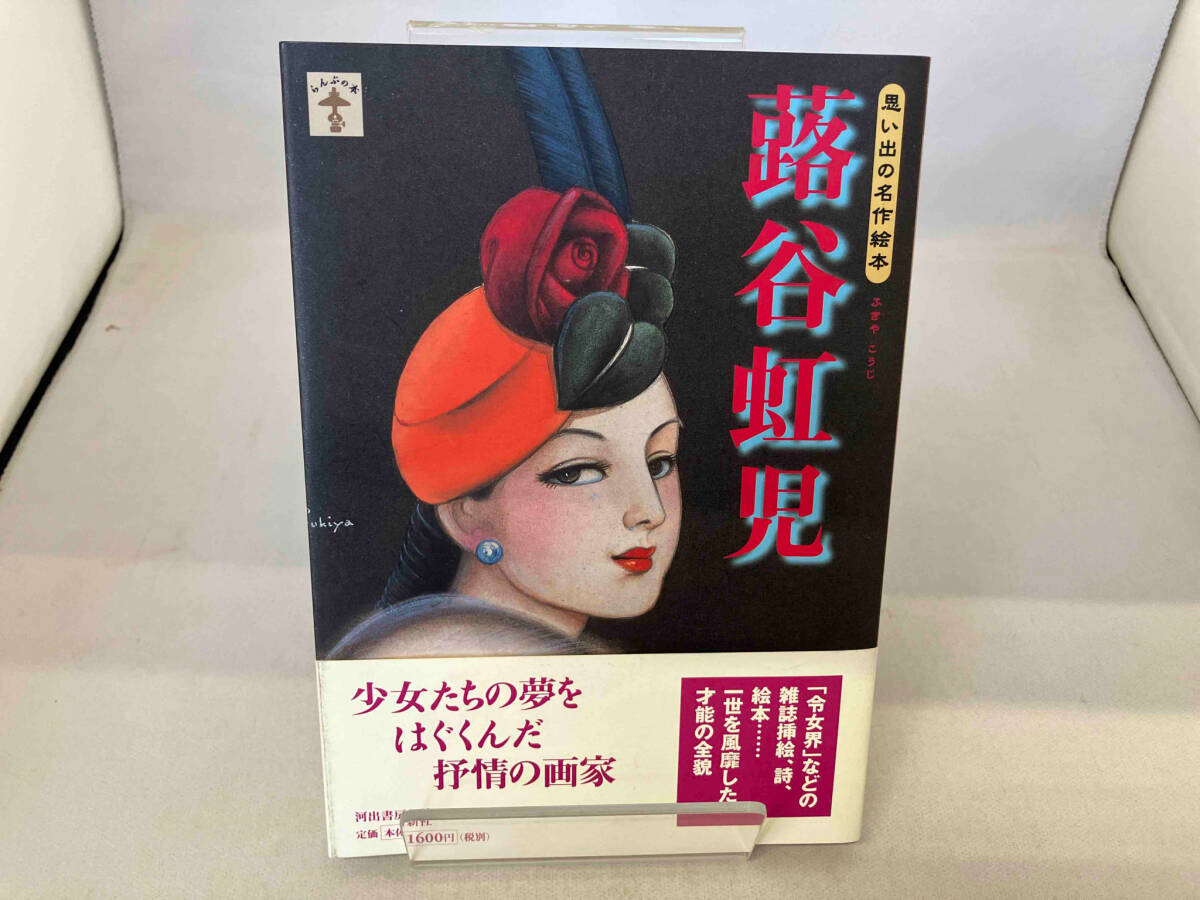 らんぷの本
思い出の名作絵本
蕗谷虹児
ふきや こうじ
ukiya
少女たちの夢を
はぐくんだ
抒情の画家
「令女界」などの
雑誌挿絵、詩、
絵本……
一世を風靡した
才能の全貌
河出書房新社
定価 本体1600円(税別)